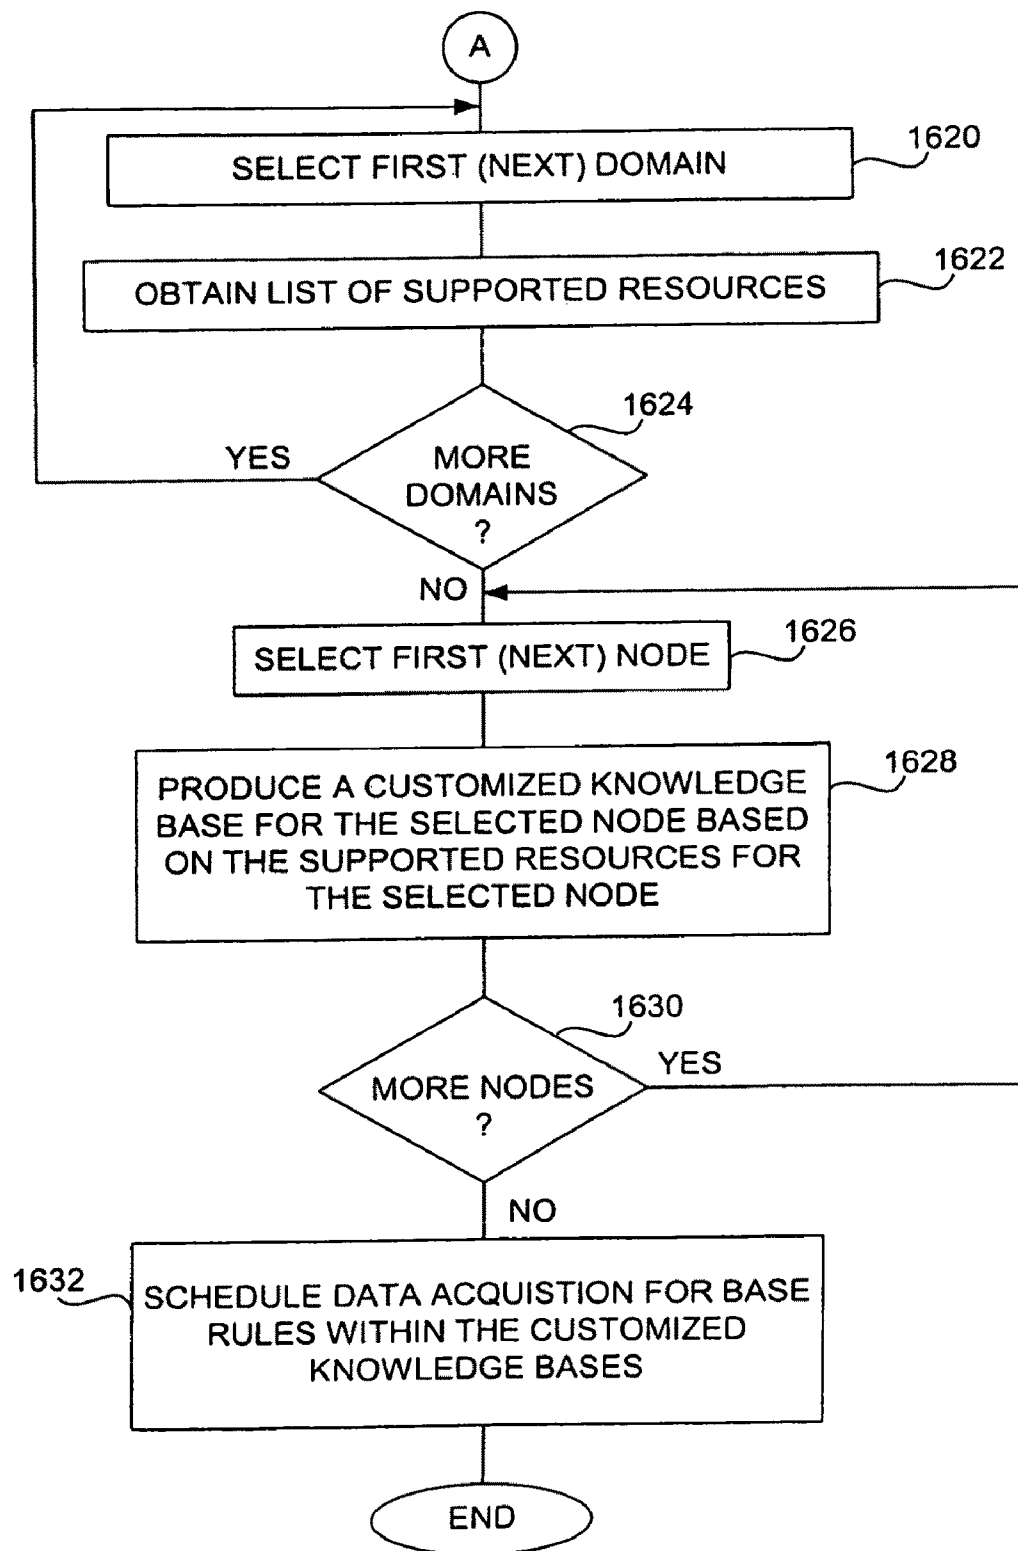 A
SELECT FIRST (NEXT) DOMAIN
1620
OBTAIN LIST OF SUPPORTED RESOURCES
1622
1624
YES
MORE
DOMAINS
?
NO
SELECT FIRST (NEXT) NODE
1626
PRODUCE A CUSTOMIZED KNOWLEDGE
BASE FOR THE SELECTED NODE BASED
ON THE SUPPORTED RESOURCES FOR
THE SELECTED NODE
1628
1630
MORE NODES
?
YES
NO
1632
SCHEDULE DATA ACQUISTION FOR BASE
RULES WITHIN THE CUSTOMIZED
KNOWLEDGE BASES
END